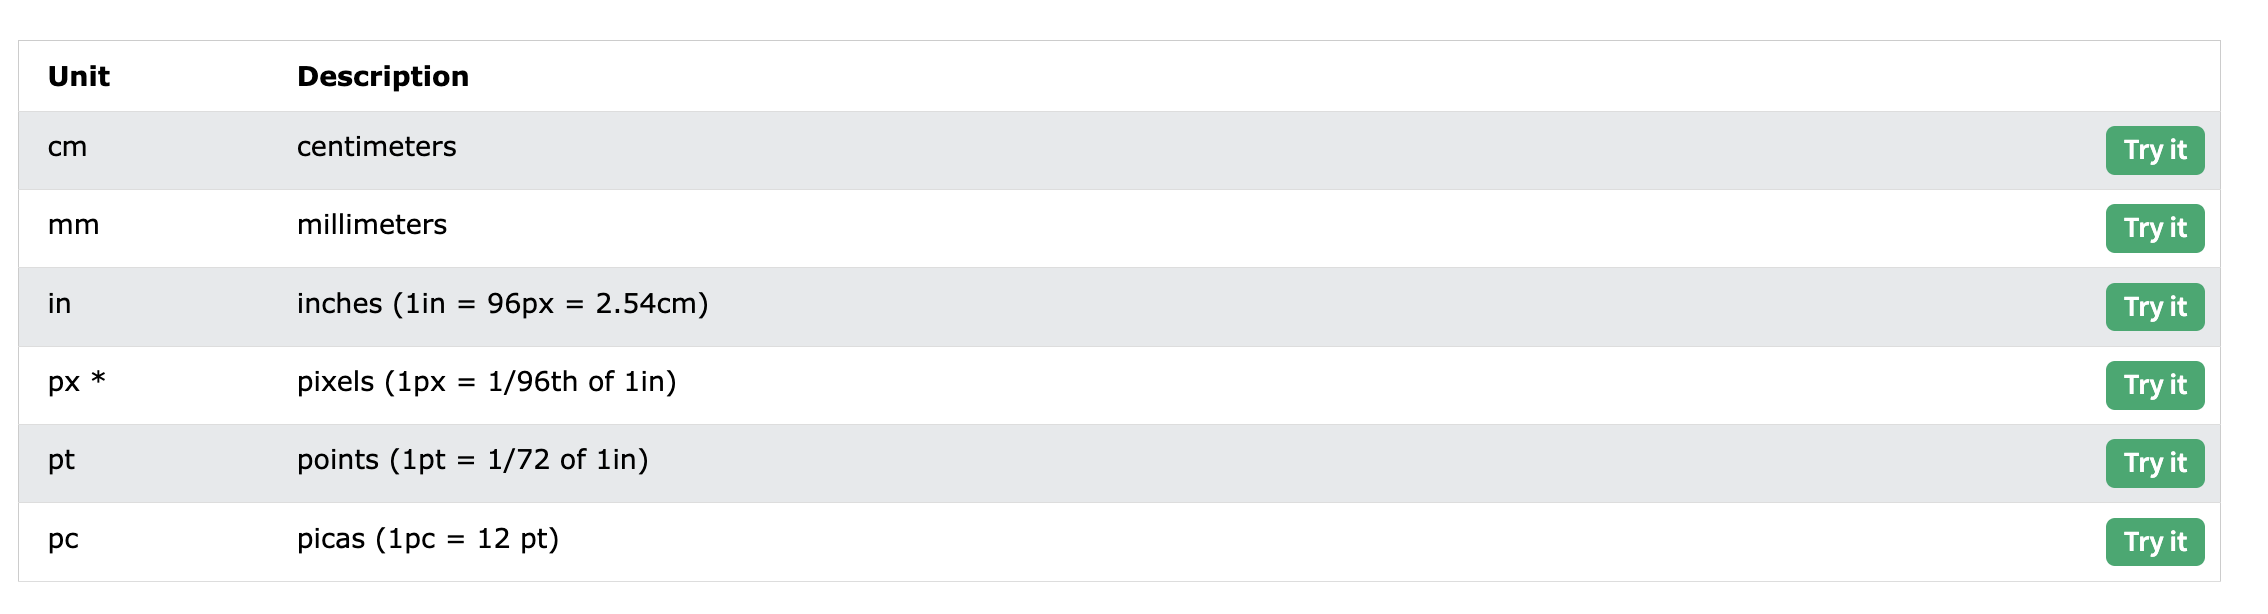 Unit Description
cm centimeters Try it
mm millimeters Try it
in inches (1in = 96px = 2.54cm) Try it
px * pixels (1px = 1/96th of 1in) Try it
pt points (1pt = 1/72 of 1in) Try it
pc picas (1pc = 12 pt) Try it